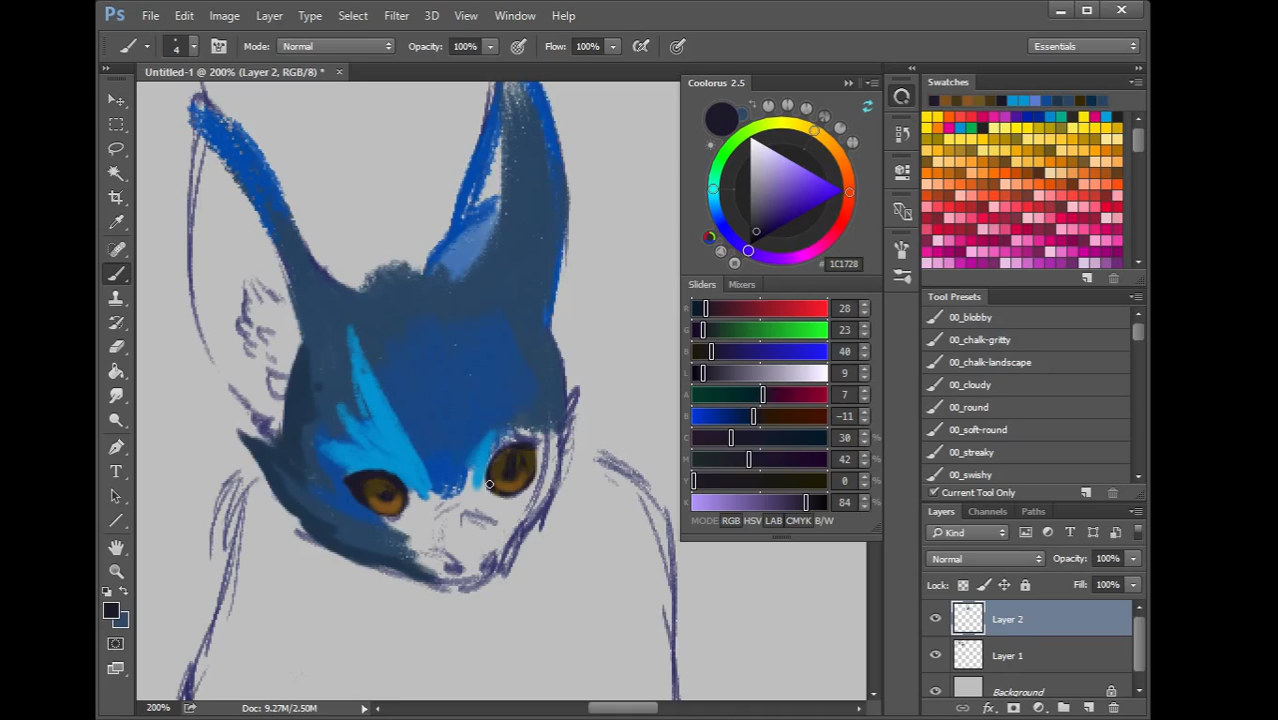 Ps File Edit Image Layer Type Select Filter 3D View Window Help
4 Mode: Normal Opacity: 100% Flow: 100% Essentials
Untitled-1 @ 200% (Layer 2, RGB/8) *
Coolorus 2.5
# 1C1728
Sliders Mixers
R 28
G 23
B 40
L 9
A 7
B -11
C 30 %
M 42 %
Y 0 %
K 84 %
MODE RGB HSV LAB CMYK B/W
Swatches
Tool Presets
00_blobby
00_chalk-gritty
00_chalk-landscape
00_cloudy
00_round
00_soft-round
00_streaky
00_swishy
Current Tool Only
Layers Channels Paths
Kind
Normal Opacity: 100%
Lock: Fill: 100%
Layer 2
Layer 1
Background
200% Doc: 9.27M/2.50M